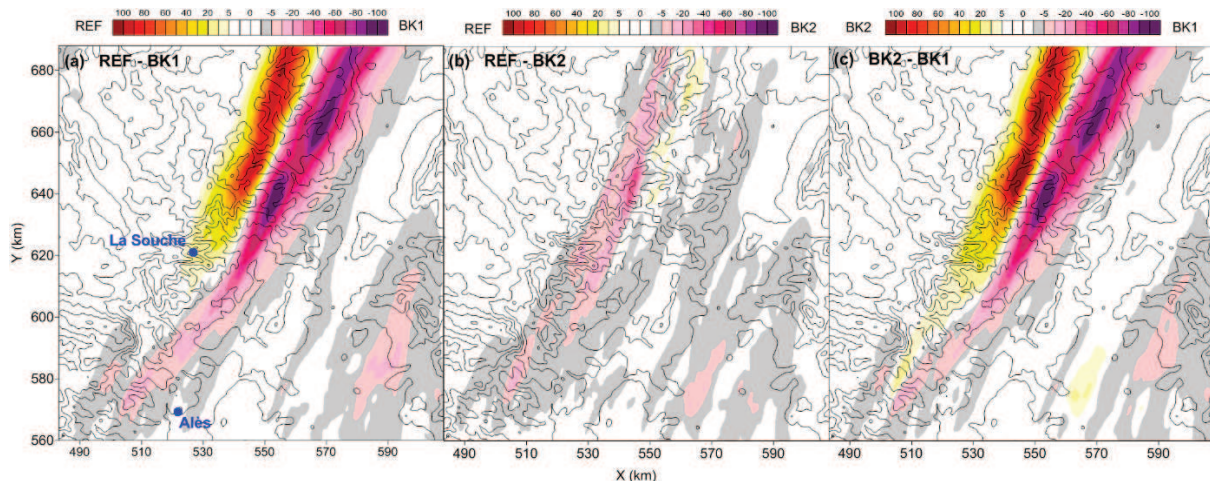 100 80 60 40 20 5 0 0 -5 -20 -40 -60 -80 -100
REF BK1
100 80 60 40 20 5 0 0 -5 -20 -40 -60 -80 -100
REF BK2
100 80 60 40 20 5 0 0 -5 -20 -40 -60 -80 -100
BK2 BK1
(a) REF - BK1
(b) REF - BK2
(c) BK2 - BK1
680
660
640
620
600
580
560
Y (km)
La Souche
Alès
490 510 530 550 570 590
490 510 530 550 570 590
490 510 530 550 570 590
X (km)